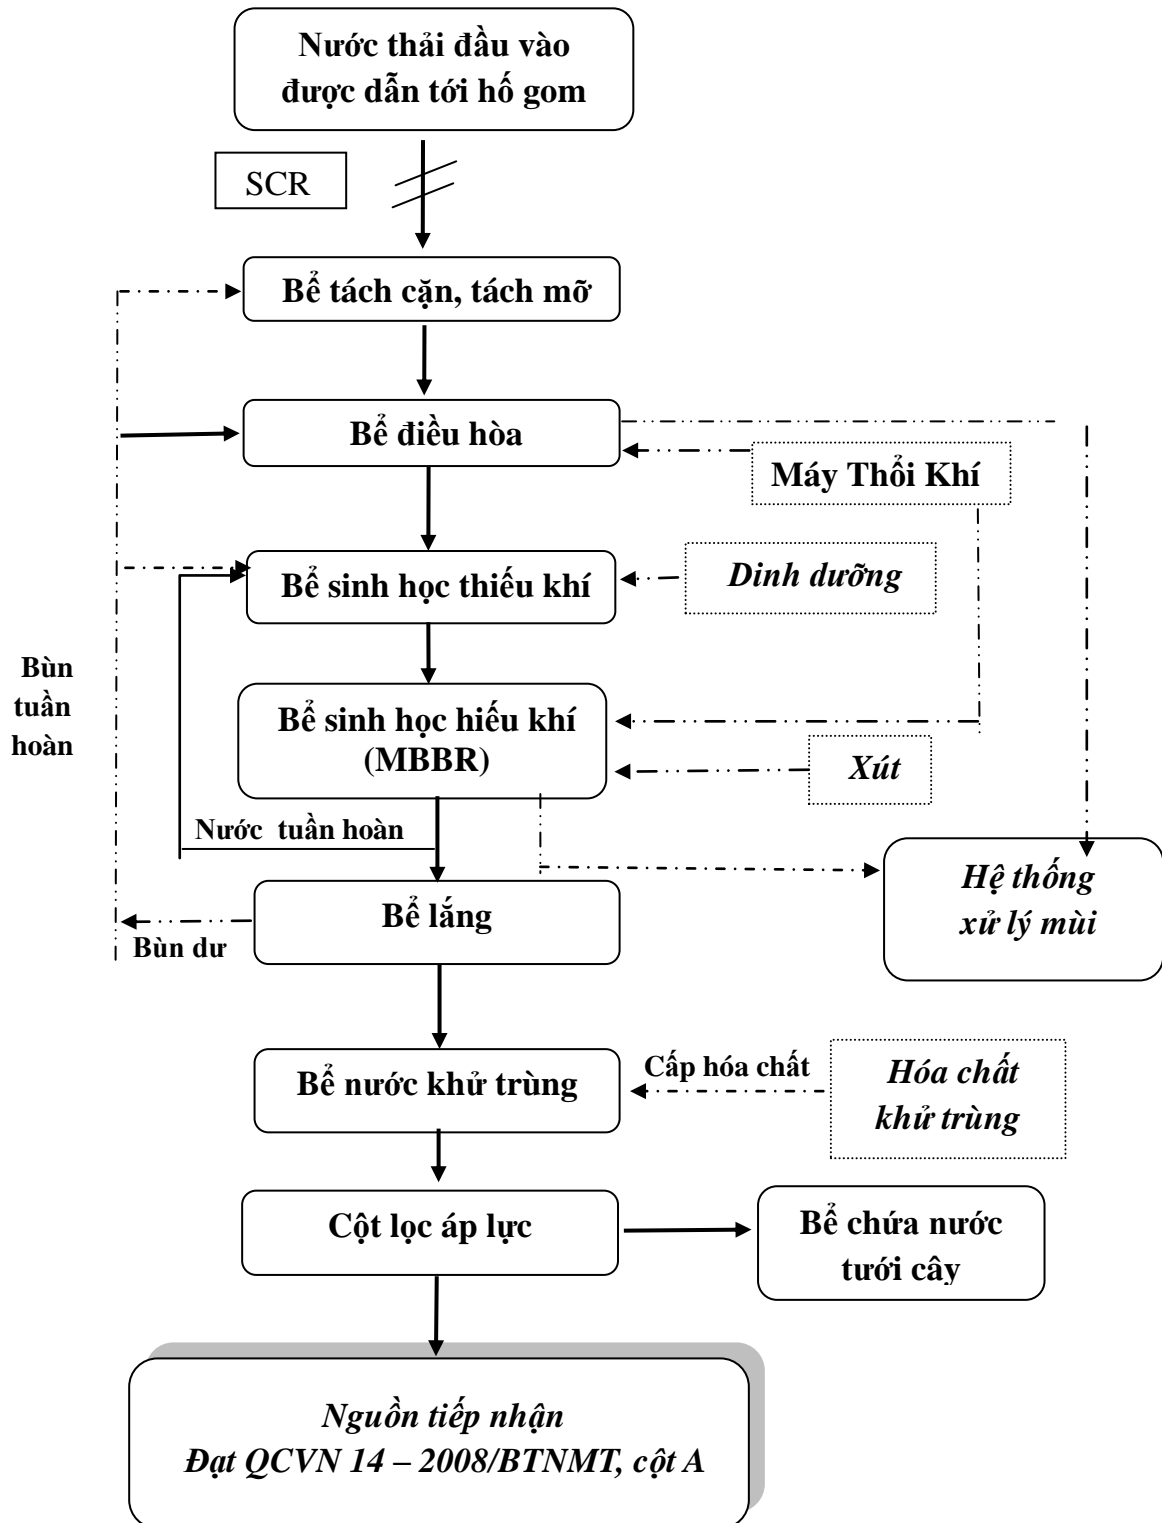 Nước thải đầu vào
được dẫn tới hố gom
SCR
Bể tách cặn, tách mỡ
Bể điều hòa
Máy Thổi Khí
Bể sinh học thiếu khí
Dinh dưỡng
Bùn
tuần
hoàn
Bể sinh học hiếu khí
(MBBR)
Xút
Nước tuần hoàn
Hệ thống
xử lý mùi
Bể lắng
Bùn dư
Bể nước khử trùng
Cấp hóa chất
Hóa chất
khử trùng
Cột lọc áp lực
Bể chứa nước
tưới cây
Nguồn tiếp nhận
Đạt QCVN 14 – 2008/BTNMT, cột A